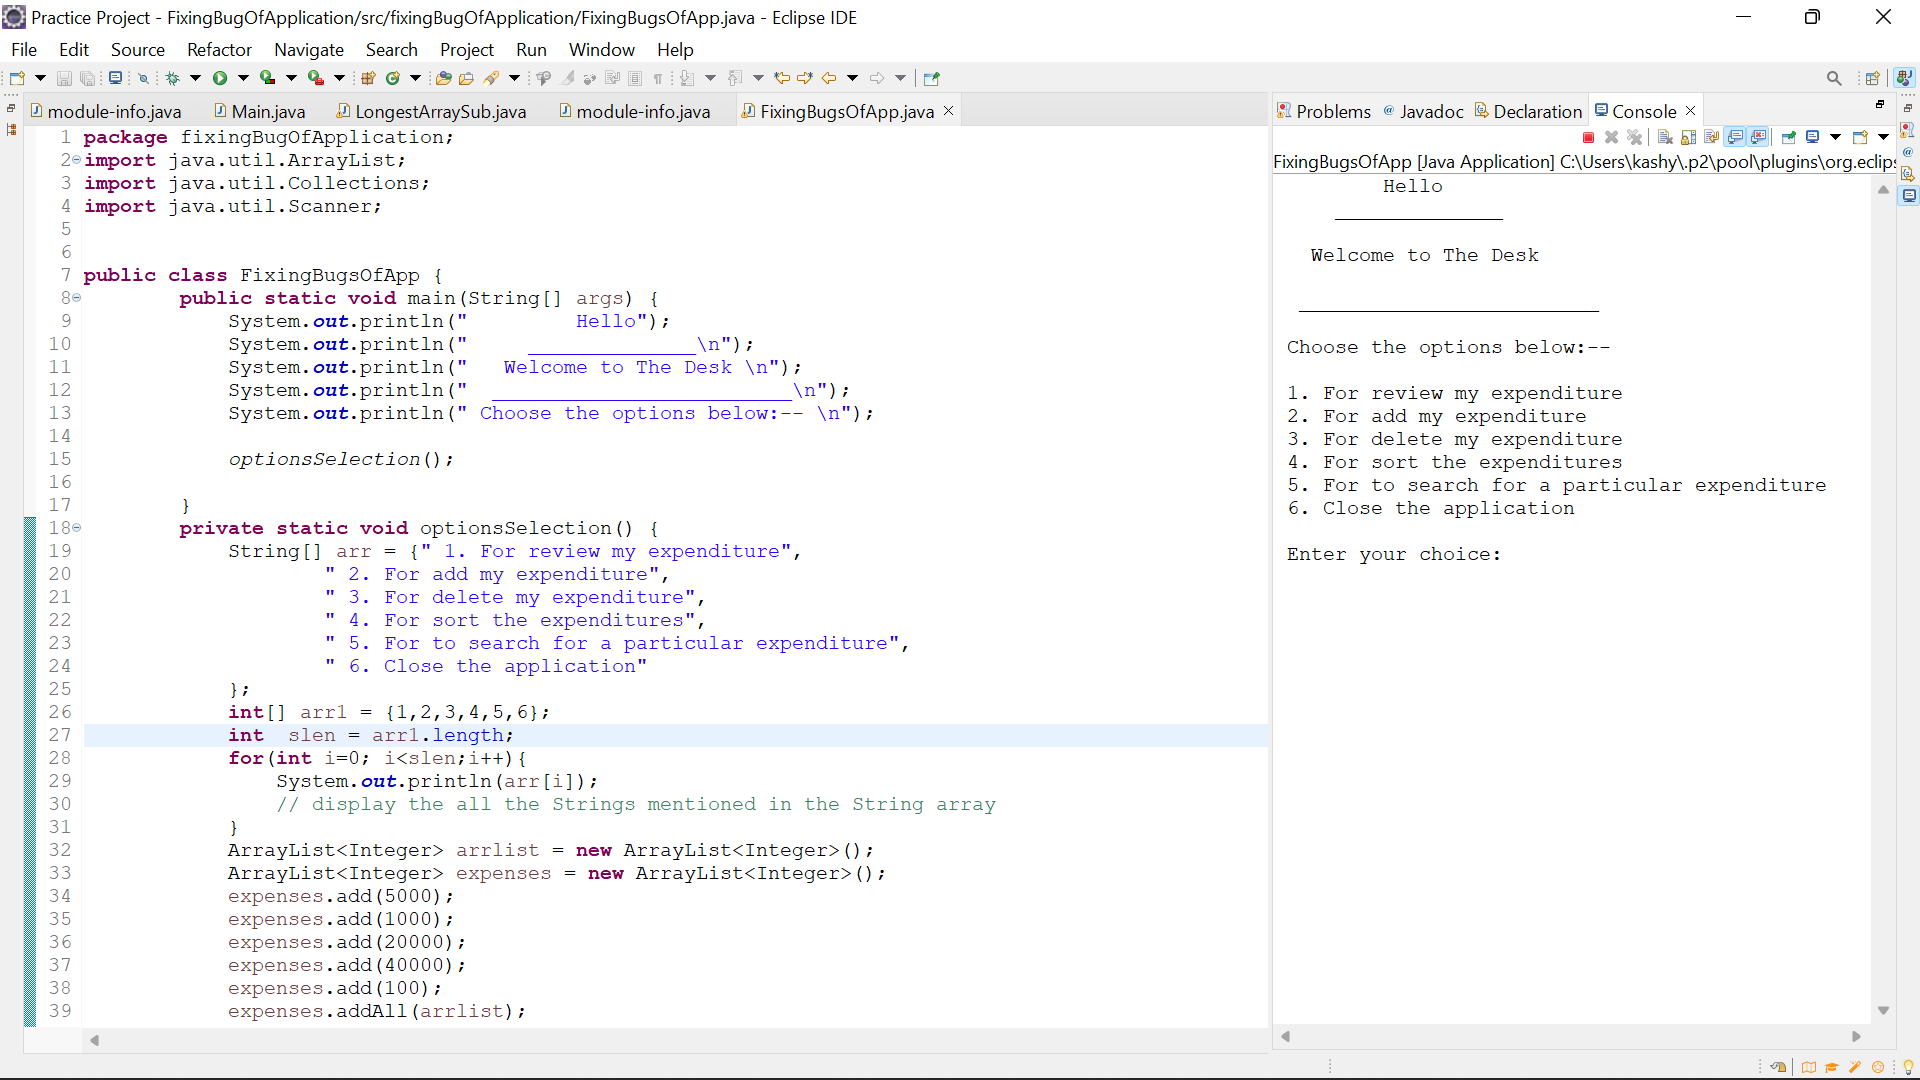 Practice Project - FixingBugOfApplication/src/fixingBugOfApplication/FixingBugsOfApp.java - Eclipse IDE
File Edit Source Refactor Navigate Search Project Run Window Help
module-info.java Main.java LongestArraySub.java module-info.java FixingBugsOfApp.java
1 package fixingBugOfApplication;
2 import java.util.ArrayList;
3 import java.util.Collections;
4 import java.util.Scanner;
5
6
7 public class FixingBugsOfApp {
8 public static void main(String[] args) {
9 System.out.println("         Hello");
10 System.out.println("     ______________\n");
11 System.out.println("   Welcome to The Desk \n");
12 System.out.println("  _________________________\n");
13 System.out.println(" Choose the options below:-- \n");
14
15 optionsSelection();
16
17 }
18 private static void optionsSelection() {
19 String[] arr = {" 1. For review my expenditure",
20 " 2. For add my expenditure",
21 " 3. For delete my expenditure",
22 " 4. For sort the expenditures",
23 " 5. For to search for a particular expenditure",
24 " 6. Close the application"
25 };
26 int[] arr1 = {1,2,3,4,5,6};
27 int  slen = arr1.length;
28 for(int i=0; i<slen;i++){
29 System.out.println(arr[i]);
30 // display the all the Strings mentioned in the String array
31 }
32 ArrayList<Integer> arrlist = new ArrayList<Integer>();
33 ArrayList<Integer> expenses = new ArrayList<Integer>();
34 expenses.add(5000);
35 expenses.add(1000);
36 expenses.add(20000);
37 expenses.add(40000);
38 expenses.add(100);
39 expenses.addAll(arrlist);
Problems @ Javadoc Declaration Console
FixingBugsOfApp [Java Application] C:\Users\kashy\.p2\pool\plugins\org.eclips
Hello
______________
Welcome to The Desk
_________________________
Choose the options below:--
1. For review my expenditure
2. For add my expenditure
3. For delete my expenditure
4. For sort the expenditures
5. For to search for a particular expenditure
6. Close the application
Enter your choice: